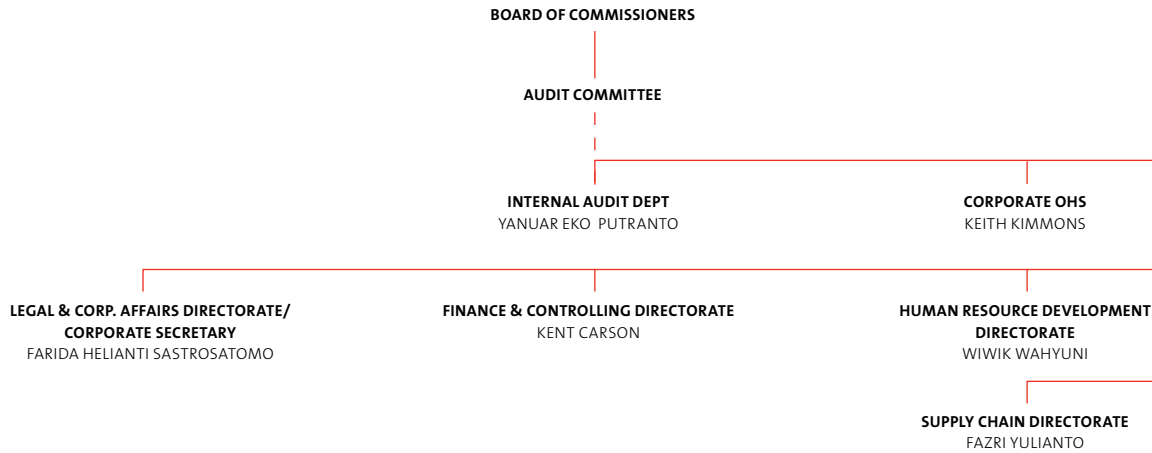 BOARD OF COMMISSIONERS
AUDIT COMMITTEE
INTERNAL AUDIT DEPT
YANUAR EKO PUTRANTO
CORPORATE OHS
KEITH KIMMONS
LEGAL & CORP. AFFAIRS DIRECTORATE/
CORPORATE SECRETARY
FARIDA HELIANTI SASTROSATOMO
FINANCE & CONTROLLING DIRECTORATE
KENT CARSON
HUMAN RESOURCE DEVELOPMENT
DIRECTORATE
WIWIK WAHYUNI
SUPPLY CHAIN DIRECTORATE
FAZRI YULIANTO